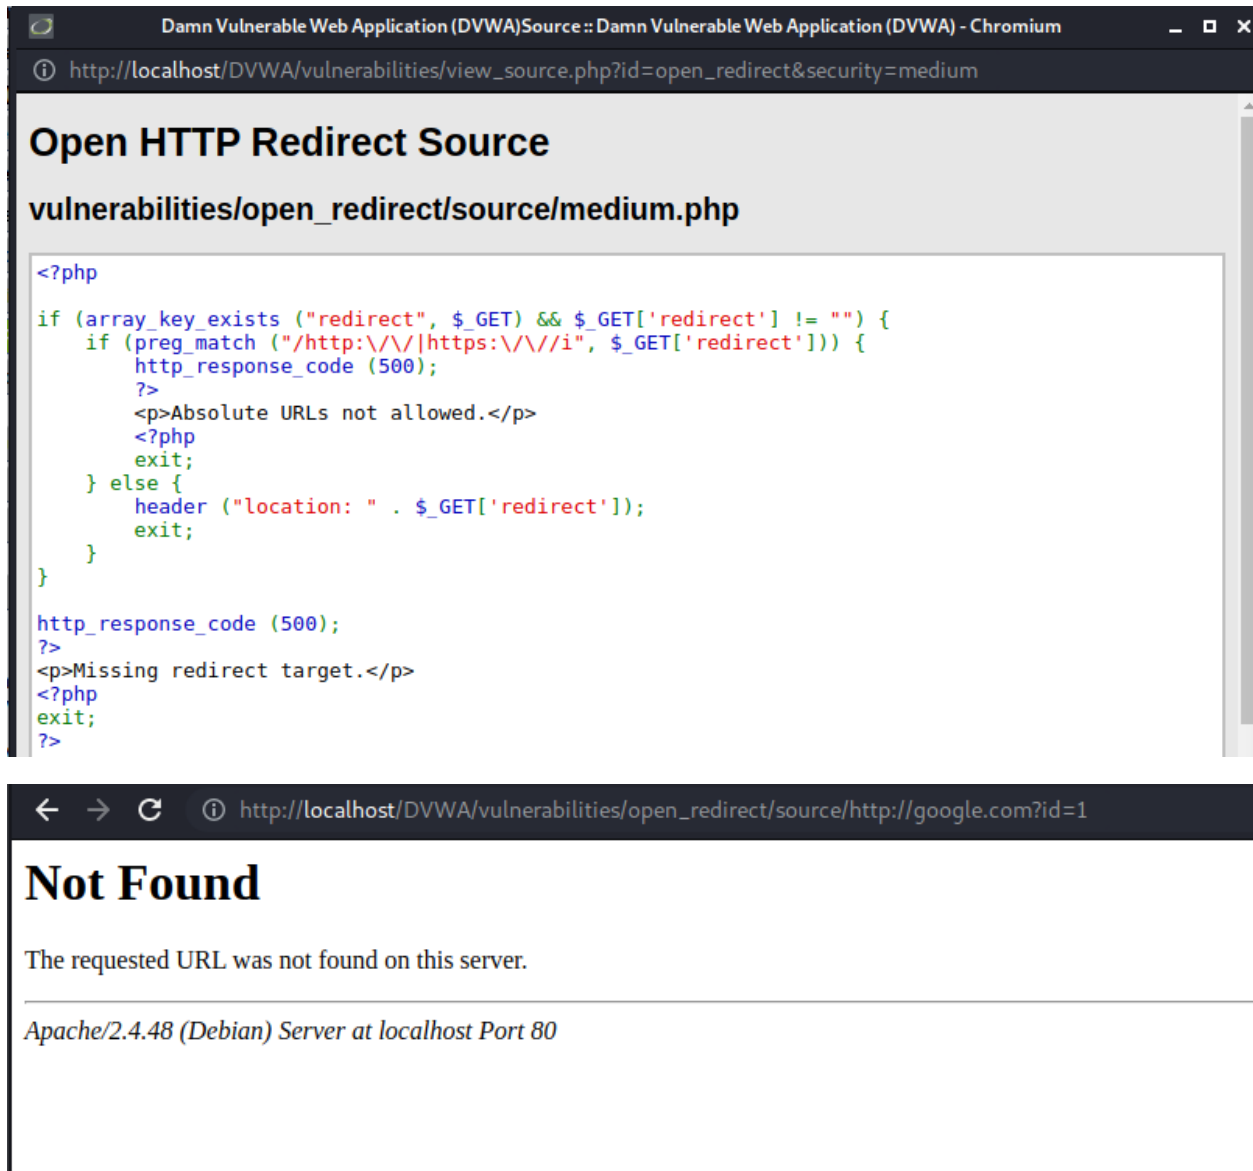 Damn Vulnerable Web Application (DVWA)Source :: Damn Vulnerable Web Application (DVWA) - Chromium
http://localhost/DVWA/vulnerabilities/view_source.php?id=open_redirect&security=medium
Open HTTP Redirect Source
vulnerabilities/open_redirect/source/medium.php
<?php
if (array_key_exists ("redirect", $_GET) && $_GET['redirect'] != "") {
    if (preg_match ("/http:\/\/|https:\/\//i", $_GET['redirect'])) {
        http_response_code (500);
        ?>
        <p>Absolute URLs not allowed.</p>
        <?php
        exit;
    } else {
        header ("location: " . $_GET['redirect']);
        exit;
    }
}
http_response_code (500);
?>
<p>Missing redirect target.</p>
<?php
exit;
?>
http://localhost/DVWA/vulnerabilities/open_redirect/source/http://google.com?id=1
Not Found
The requested URL was not found on this server.
Apache/2.4.48 (Debian) Server at localhost Port 80